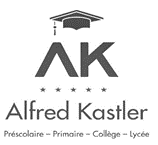 AK
Alfred Kastler
Préscolaire – Primaire – Collège – Lycée